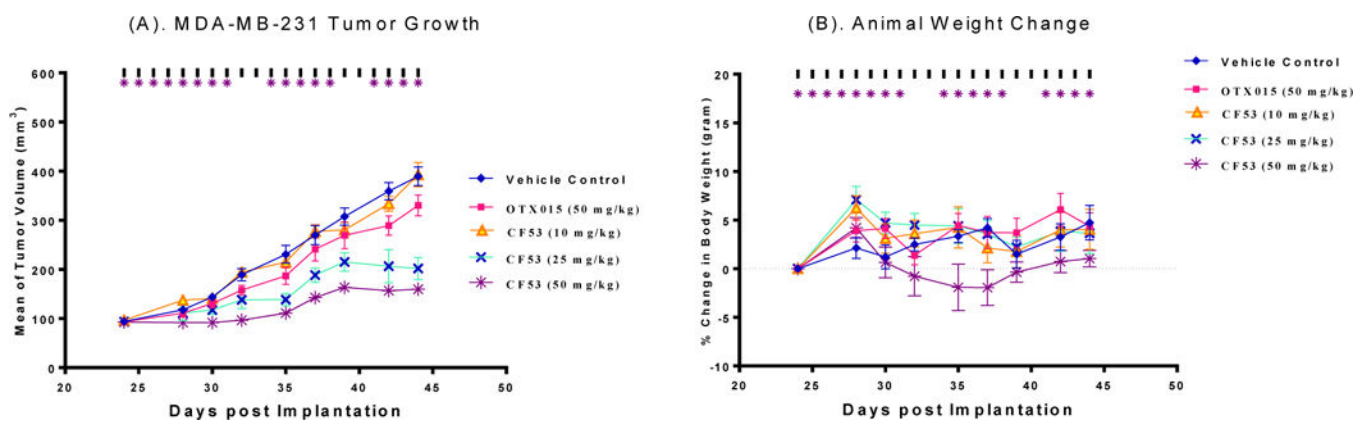 (A). MDA-MB-231 Tumor Growth
Mean of Tumor Volume (mm3)
600
500
400
300
200
100
0
20 25 30 35 40 45 50
Days post Implantation
Vehicle Control
OTX015 (50 mg/kg)
CF53 (10 mg/kg)
CF53 (25 mg/kg)
CF53 (50 mg/kg)
(B). Animal Weight Change
% Change in Body Weight (gram)
20
15
10
5
0
-5
-10
20 25 30 35 40 45 50
Days post Implantation
Vehicle Control
OTX015 (50 mg/kg)
CF53 (10 mg/kg)
CF53 (25 mg/kg)
CF53 (50 mg/kg)